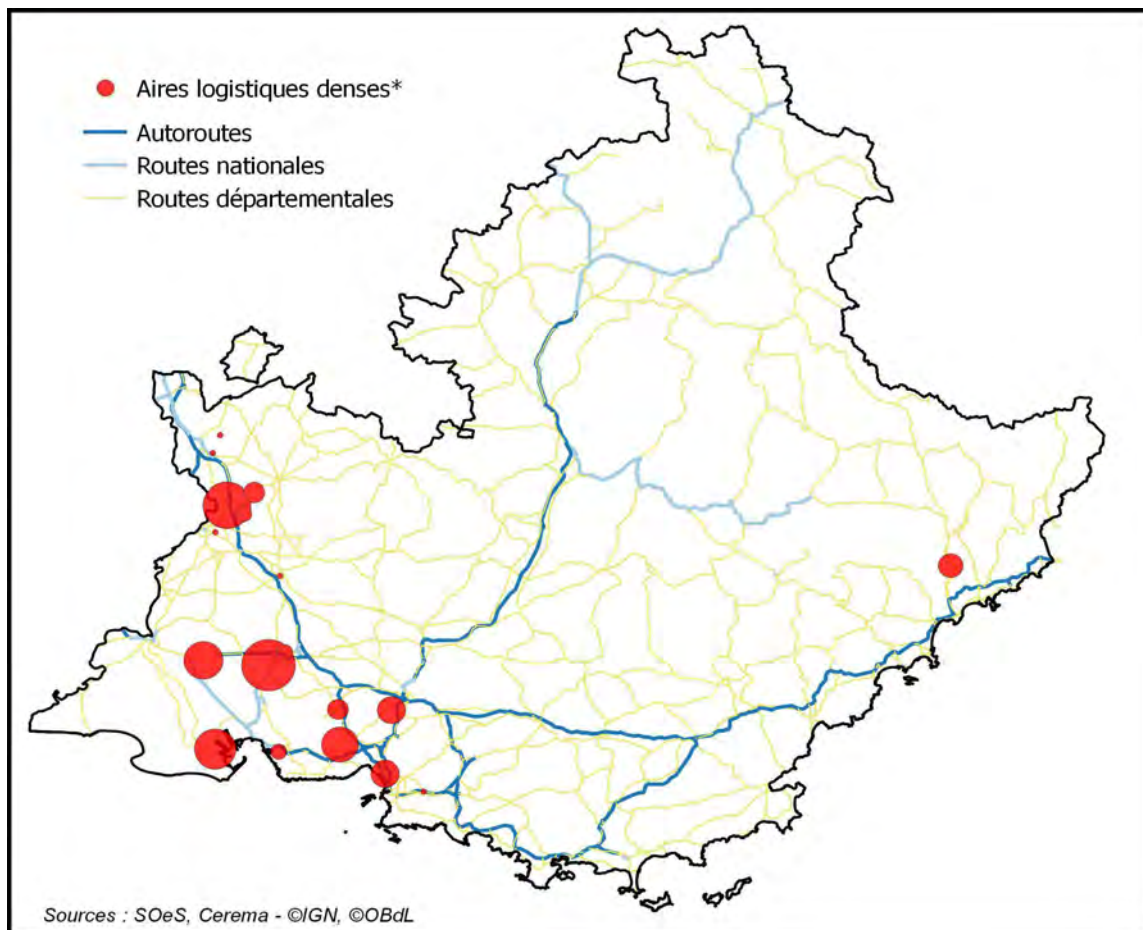 Aires logistiques denses*
Autoroutes
Routes nationales
Routes départementales
Sources : SOeS, Cerema - ©IGN, ©OBdL